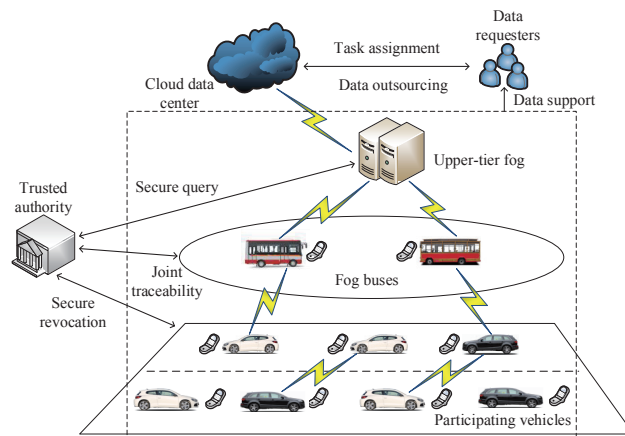 Data
requesters
Task assignment
Cloud data
center
Data outsourcing
Data support
Upper-tier fog
Trusted
authority
Secure query
Joint
traceability
Fog buses
Secure
revocation
Participating vehicles